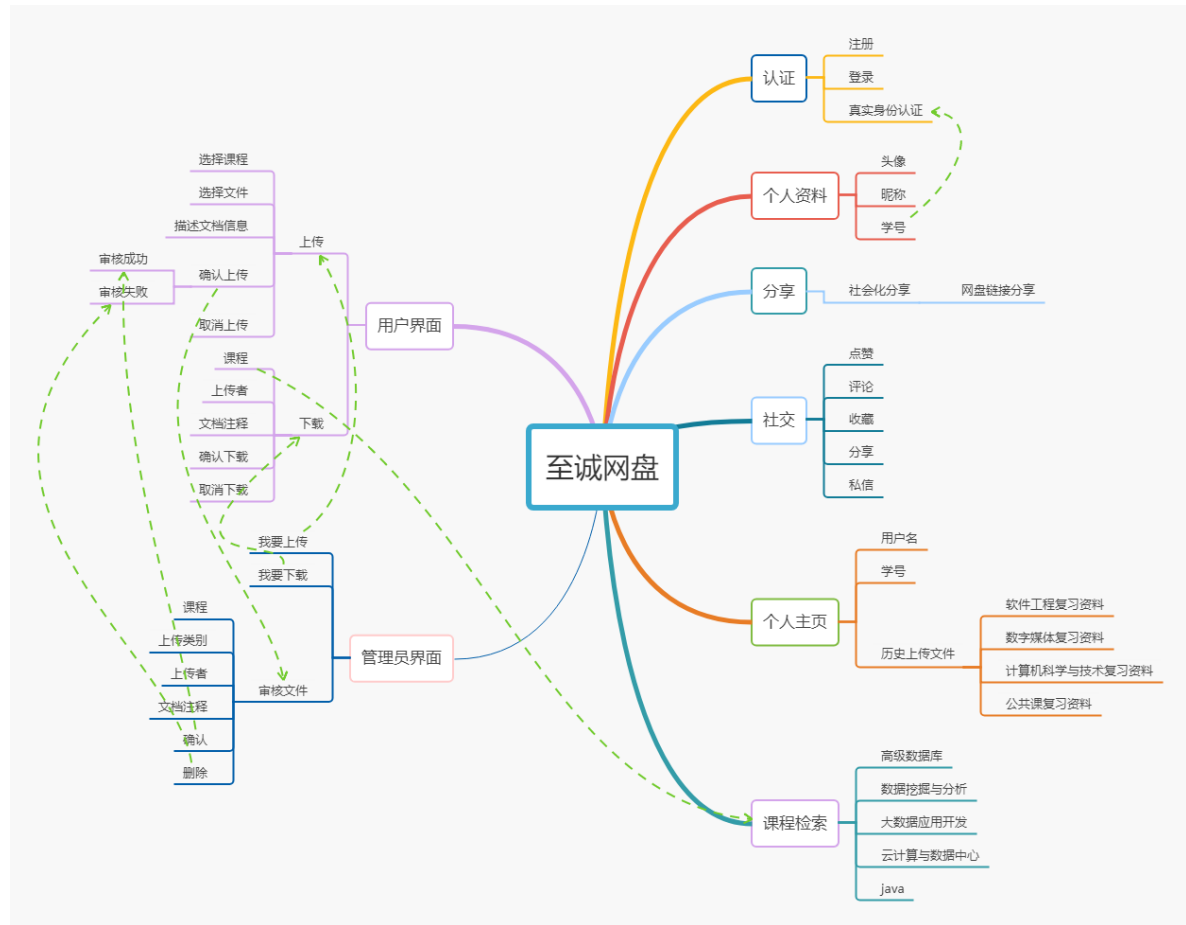 至诚网盘
认证
注册
登录
真实身份认证
个人资料
头像
昵称
学号
分享
社会化分享
网盘链接分享
社交
点赞
评论
收藏
分享
私信
个人主页
用户名
学号
历史上传文件
软件工程复习资料
数字媒体复习资料
计算机科学与技术复习资料
公共课复习资料
课程检索
高级数据库
数据挖掘与分析
大数据应用开发
云计算与数据中心
java
用户界面
上传
选择课程
选择文件
描述文档信息
确认上传
审核成功
审核失败
取消上传
下载
课程
上传者
文档注释
确认下载
取消下载
管理员界面
我要上传
我要下载
审核文件
课程
上传类别
上传者
文档注释
确认
删除